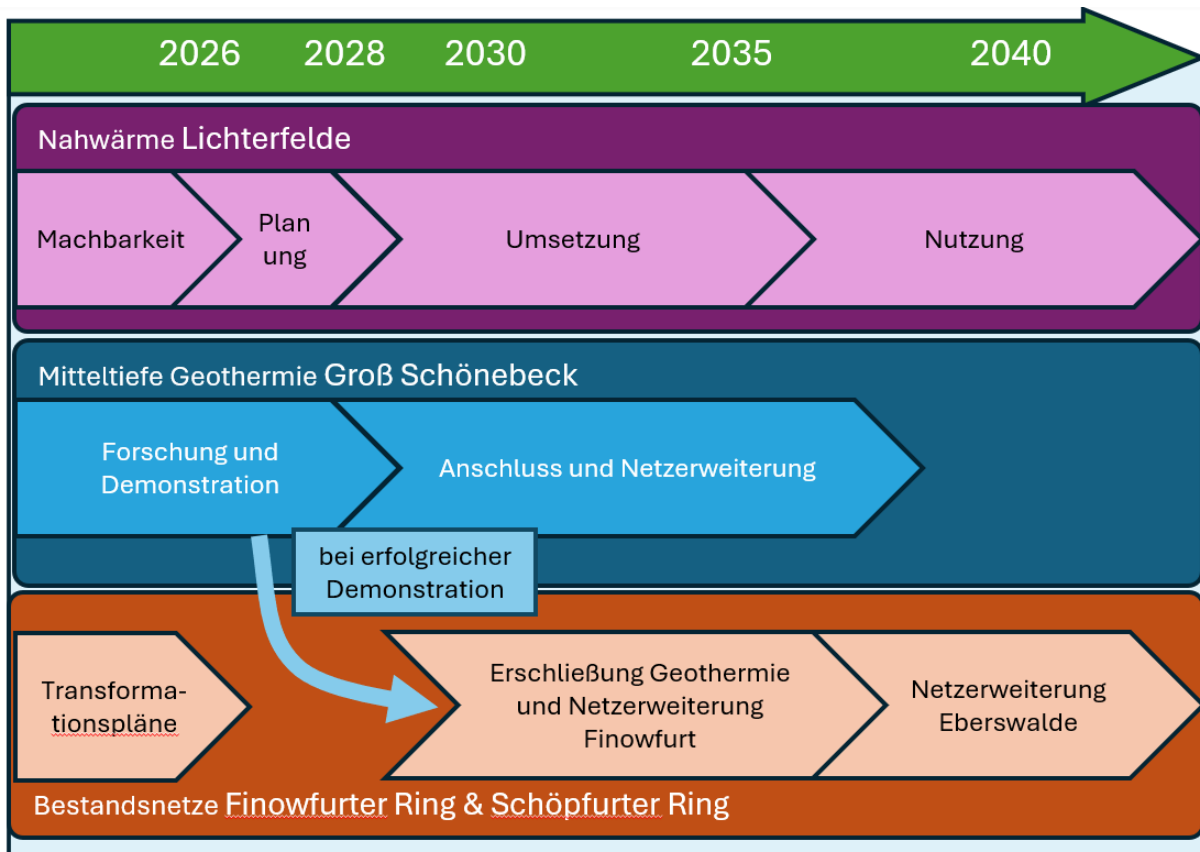 2026 2028 2030 2035 2040
Nahwärme Lichterfelde
Machbarkeit
Plan
ung
Umsetzung
Nutzung
Mitteltiefe Geothermie Groß Schönebeck
Forschung und
Demonstration
Anschluss und Netzerweiterung
bei erfolgreicher
Demonstration
Transforma-
tionspläne
Erschließung Geothermie
und Netzerweiterung
Finowfurt
Netzerweiterung
Eberswalde
Bestandsnetze Finowfurter Ring & Schöpfurter Ring